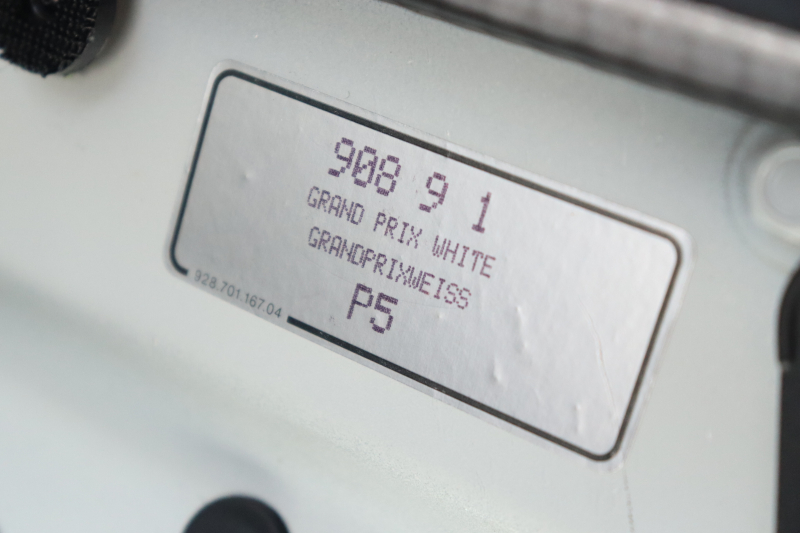 908 9 1
GRAND PRIX WHITE
GRANDPRIXWEISS
P5
928.701.167.04